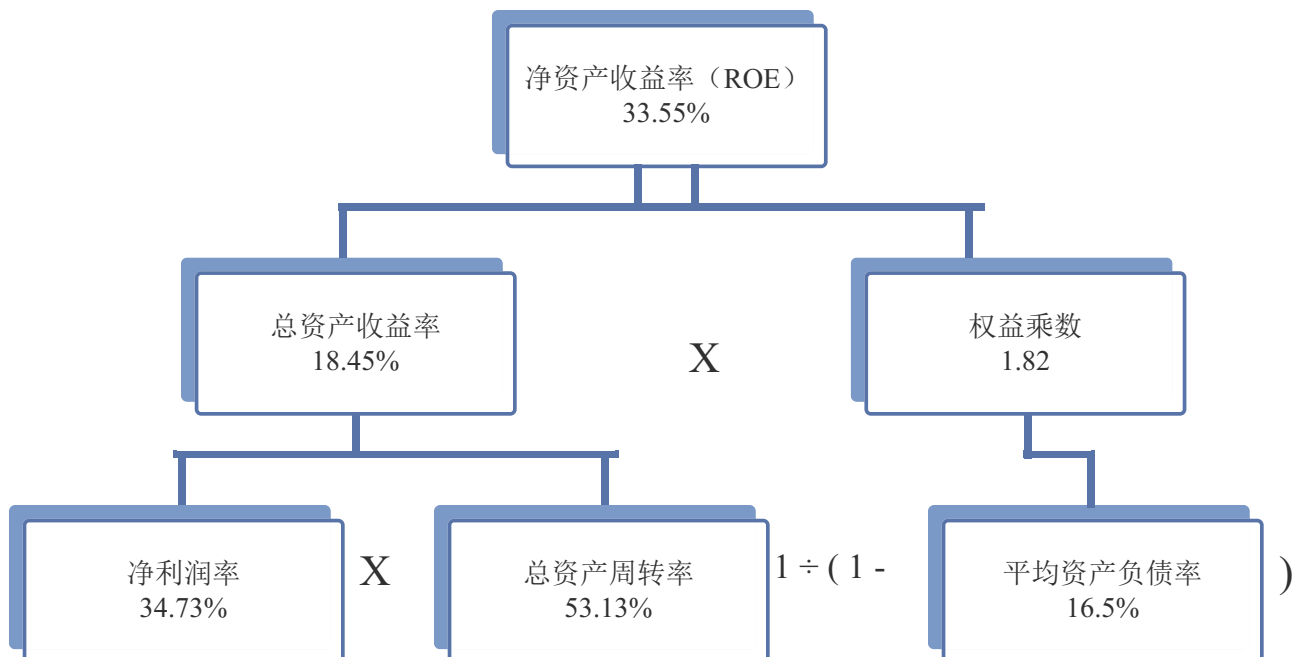 净资产收益率（ROE）
33.55%
总资产收益率
18.45%
X
权益乘数
1.82
净利润率
34.73%
X
总资产周转率
53.13%
1 ÷ ( 1 -
平均资产负债率
16.5%
)